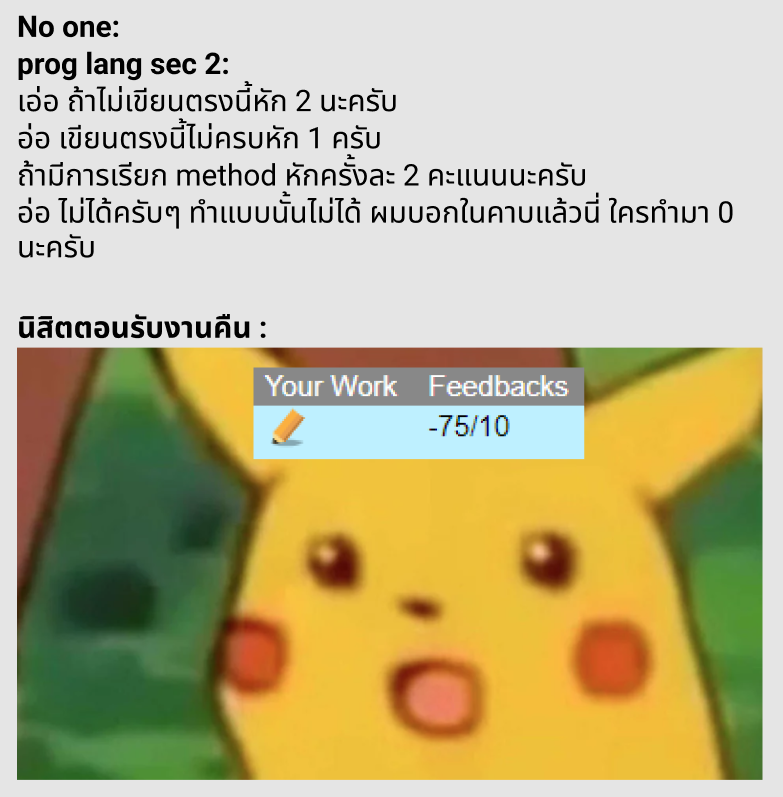 No one:
prog lang sec 2:
เอ่อ ถ้าไม่เขียนตรงนี้หัก 2 นะครับ
อ่อ เขียนตรงนี้ไม่ครบหัก 1 ครับ
ถ้ามีการเรียก method หักครั้งละ 2 คะแนนนะครับ
อ่อ ไม่ได้ครับๆ ทำแบบนั้นไม่ได้ ผมบอกในคาบแล้วนี่ ใครทำมา 0
นะครับ
นิสิตตอนรับงานคืน :
Your Work Feedbacks
-75/10